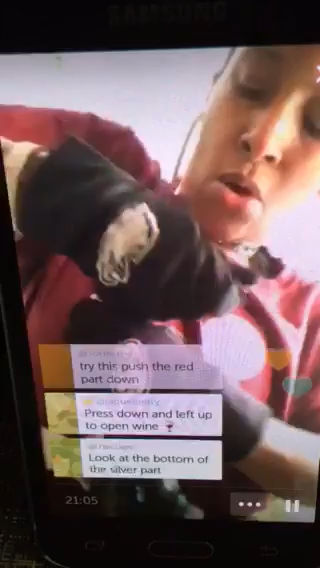 SAMSUNG
try this push the red
part down
Press down and left up
to open wine 🍷
Look at the bottom of
the silver part
21:05